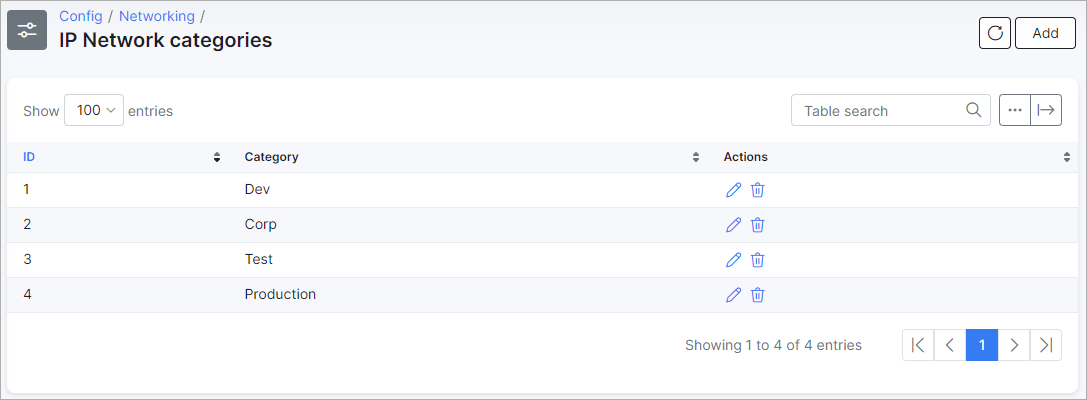 Config / Networking /
IP Network categories
Add
Show 100 entries
Table search
ID Category Actions
1 Dev
2 Corp
3 Test
4 Production
Showing 1 to 4 of 4 entries
1